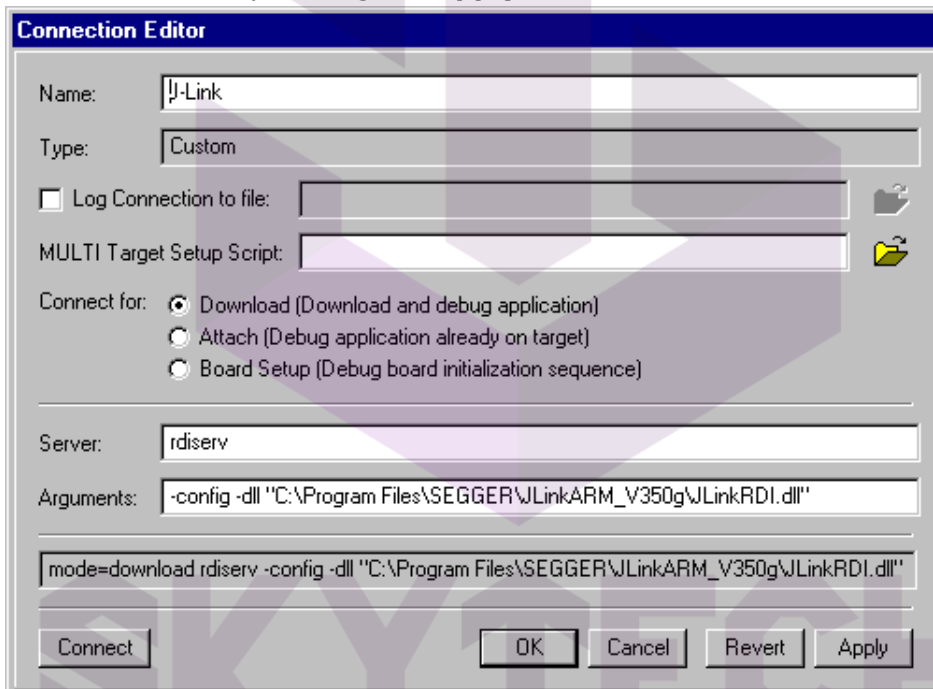 Connection Editor
Name: J-Link
Type: Custom
Log Connection to file:
MULTI Target Setup Script:
Connect for: Download (Download and debug application)
Attach (Debug application already on target)
Board Setup (Debug board initialization sequence)
Server: rdiserv
Arguments: -config -dll "C:\Program Files\SEGGER\JLinkARM_V350g\JLinkRDI.dll"
mode=download rdiserv -config -dll "C:\Program Files\SEGGER\JLinkARM_V350g\JLinkRDI.dll"
Connect OK Cancel Revert Apply
SKYTECH